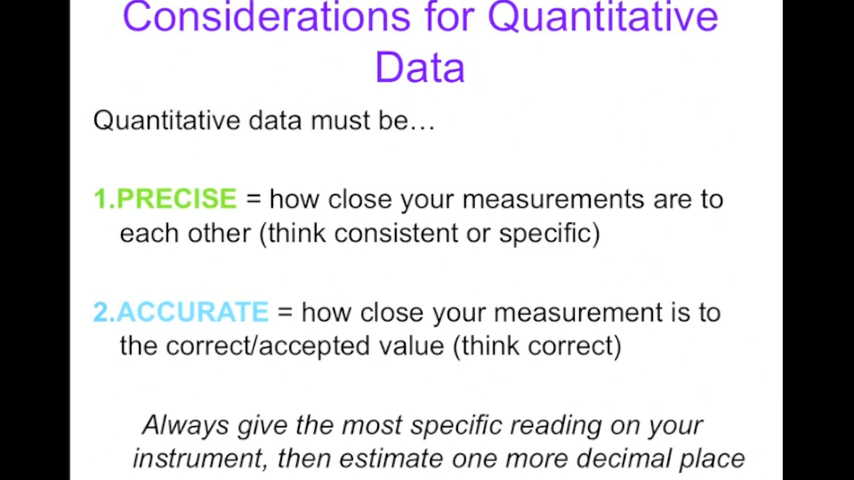 Considerations for Quantitative
Data
Quantitative data must be...
1.PRECISE = how close your measurements are to
each other (think consistent or specific)
2.ACCURATE = how close your measurement is to
the correct/accepted value (think correct)
Always give the most specific reading on your
instrument, then estimate one more decimal place